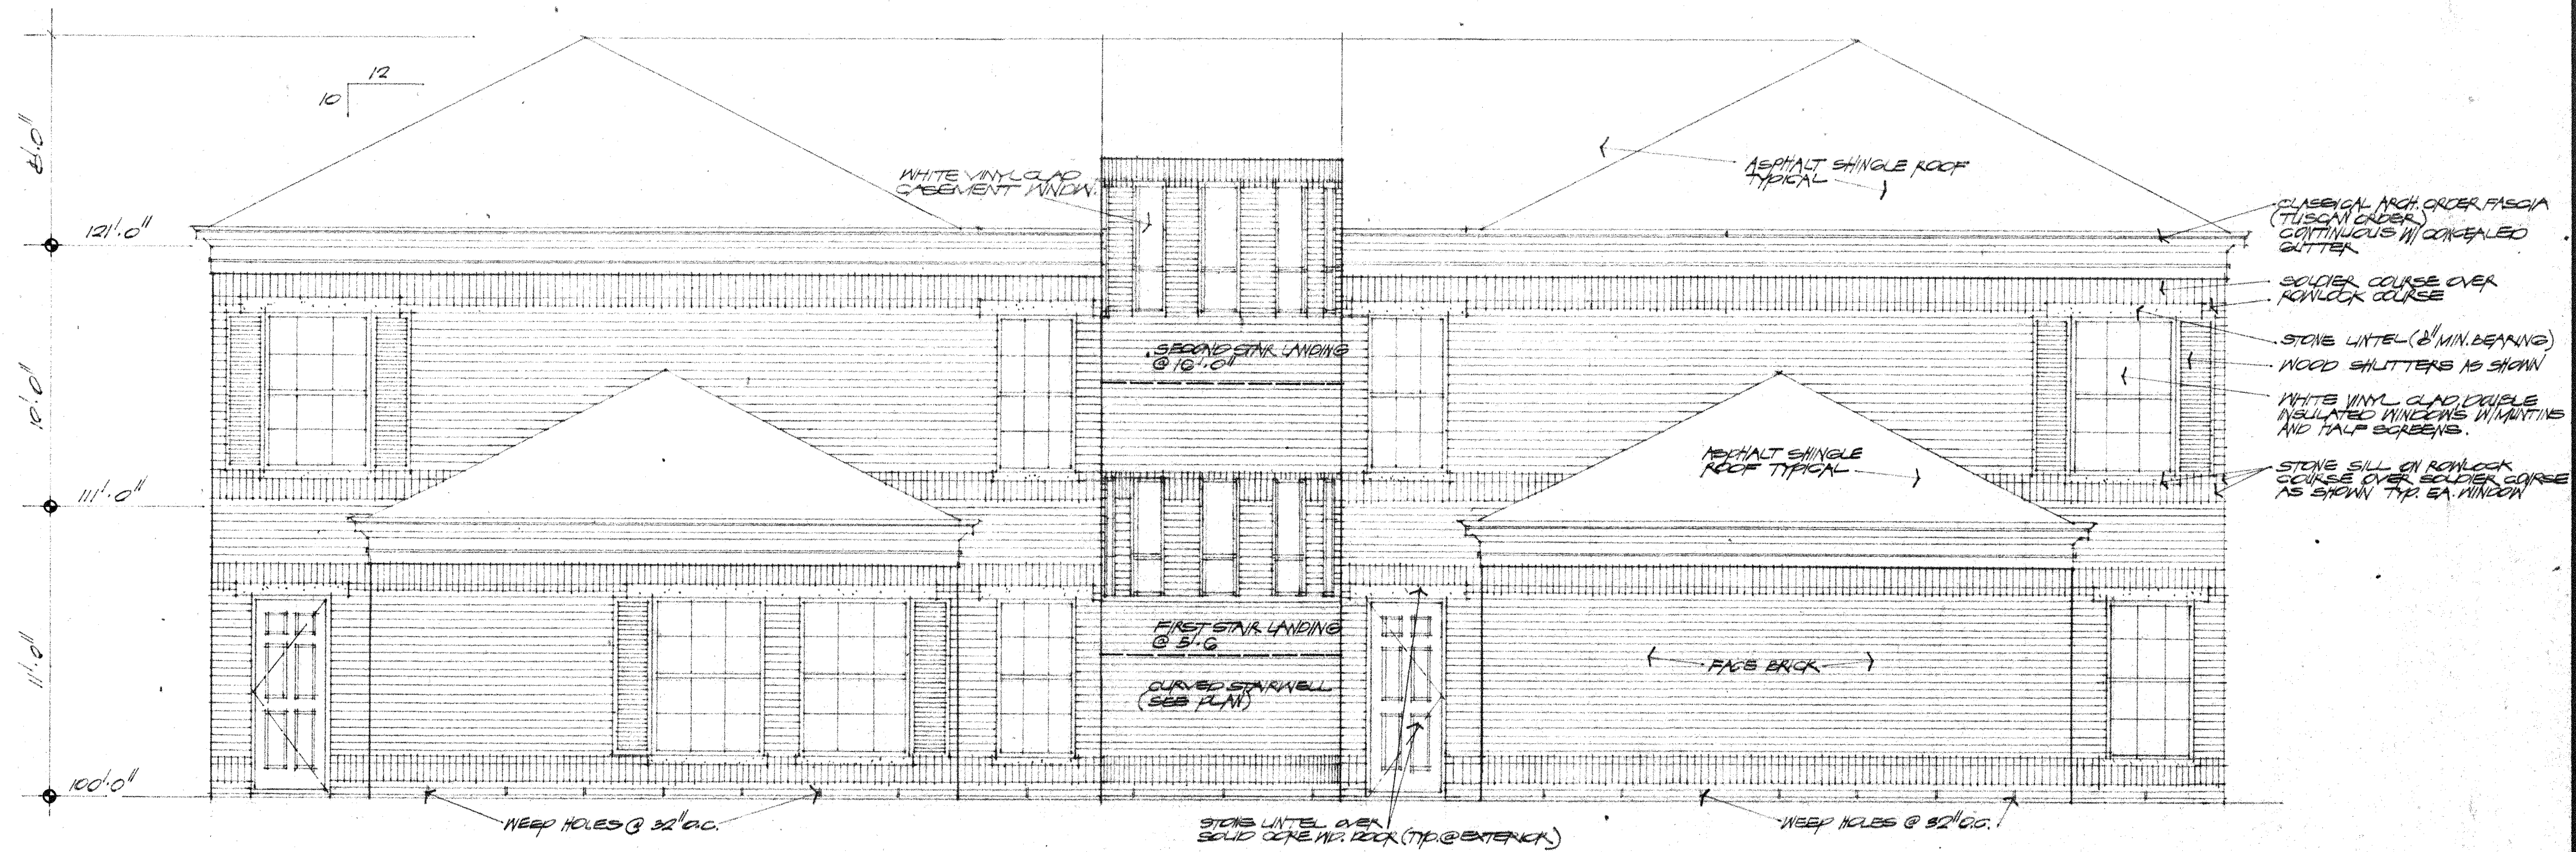 12
10
8'-0"
121'-0"
10'-0"
111'-0"
11'-0"
100'-0"
WHITE VINYL CLAD
CASEMENT WINDW.
ASPHALT SHINGLE ROOF
TYPICAL
CLASSICAL ARCH. ORDER FASCIA
(TUSCAN ORDER)
CONTINUOUS W/ CONCEALED
GUTTER
SOLDIER COURSE OVER
ROWLOCK COURSE
STONE LINTEL (8" MIN. BEARING)
WOOD SHUTTERS AS SHOWN
WHITE VINYL CLAD DOUBLE
INSULATED WINDOWS W/ MUNTINS
AND HALF SCREENS.
STONE SILL ON ROWLOCK
COURSE OVER SOLDIER COURSE
AS SHOWN TYP. EA. WINDOW
SECOND STAIR LANDING
@ 16'-0"
ASPHALT SHINGLE
ROOF TYPICAL
FIRST STAIR LANDING
@ 5'-6
CURVED STAIRWELL
(SEE PLAN)
FACE BRICK
WEEP HOLES @ 32" O.C.
STONE LINTEL OVER
SOLID CORE WD. DOOR (TYP. @ EXTERIOR)
WEEP HOLES @ 32" O.C.